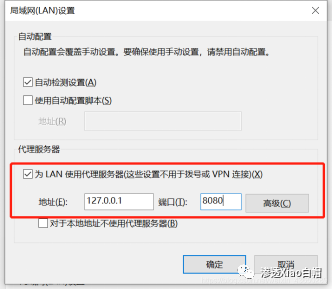 局域网(LAN)设置
自动配置
自动配置会覆盖手动设置。要确保使用手动设置，请禁用自动配置。
自动检测设置(A)
使用自动配置脚本(S)
地址(R)
代理服务器
为 LAN 使用代理服务器(这些设置不用于拨号或 VPN 连接)(X)
地址(E): 127.0.0.1 端口(T): 8080 高级(C)
对于本地地址不使用代理服务器(B)
确定 取消
渗透Xiao白帽